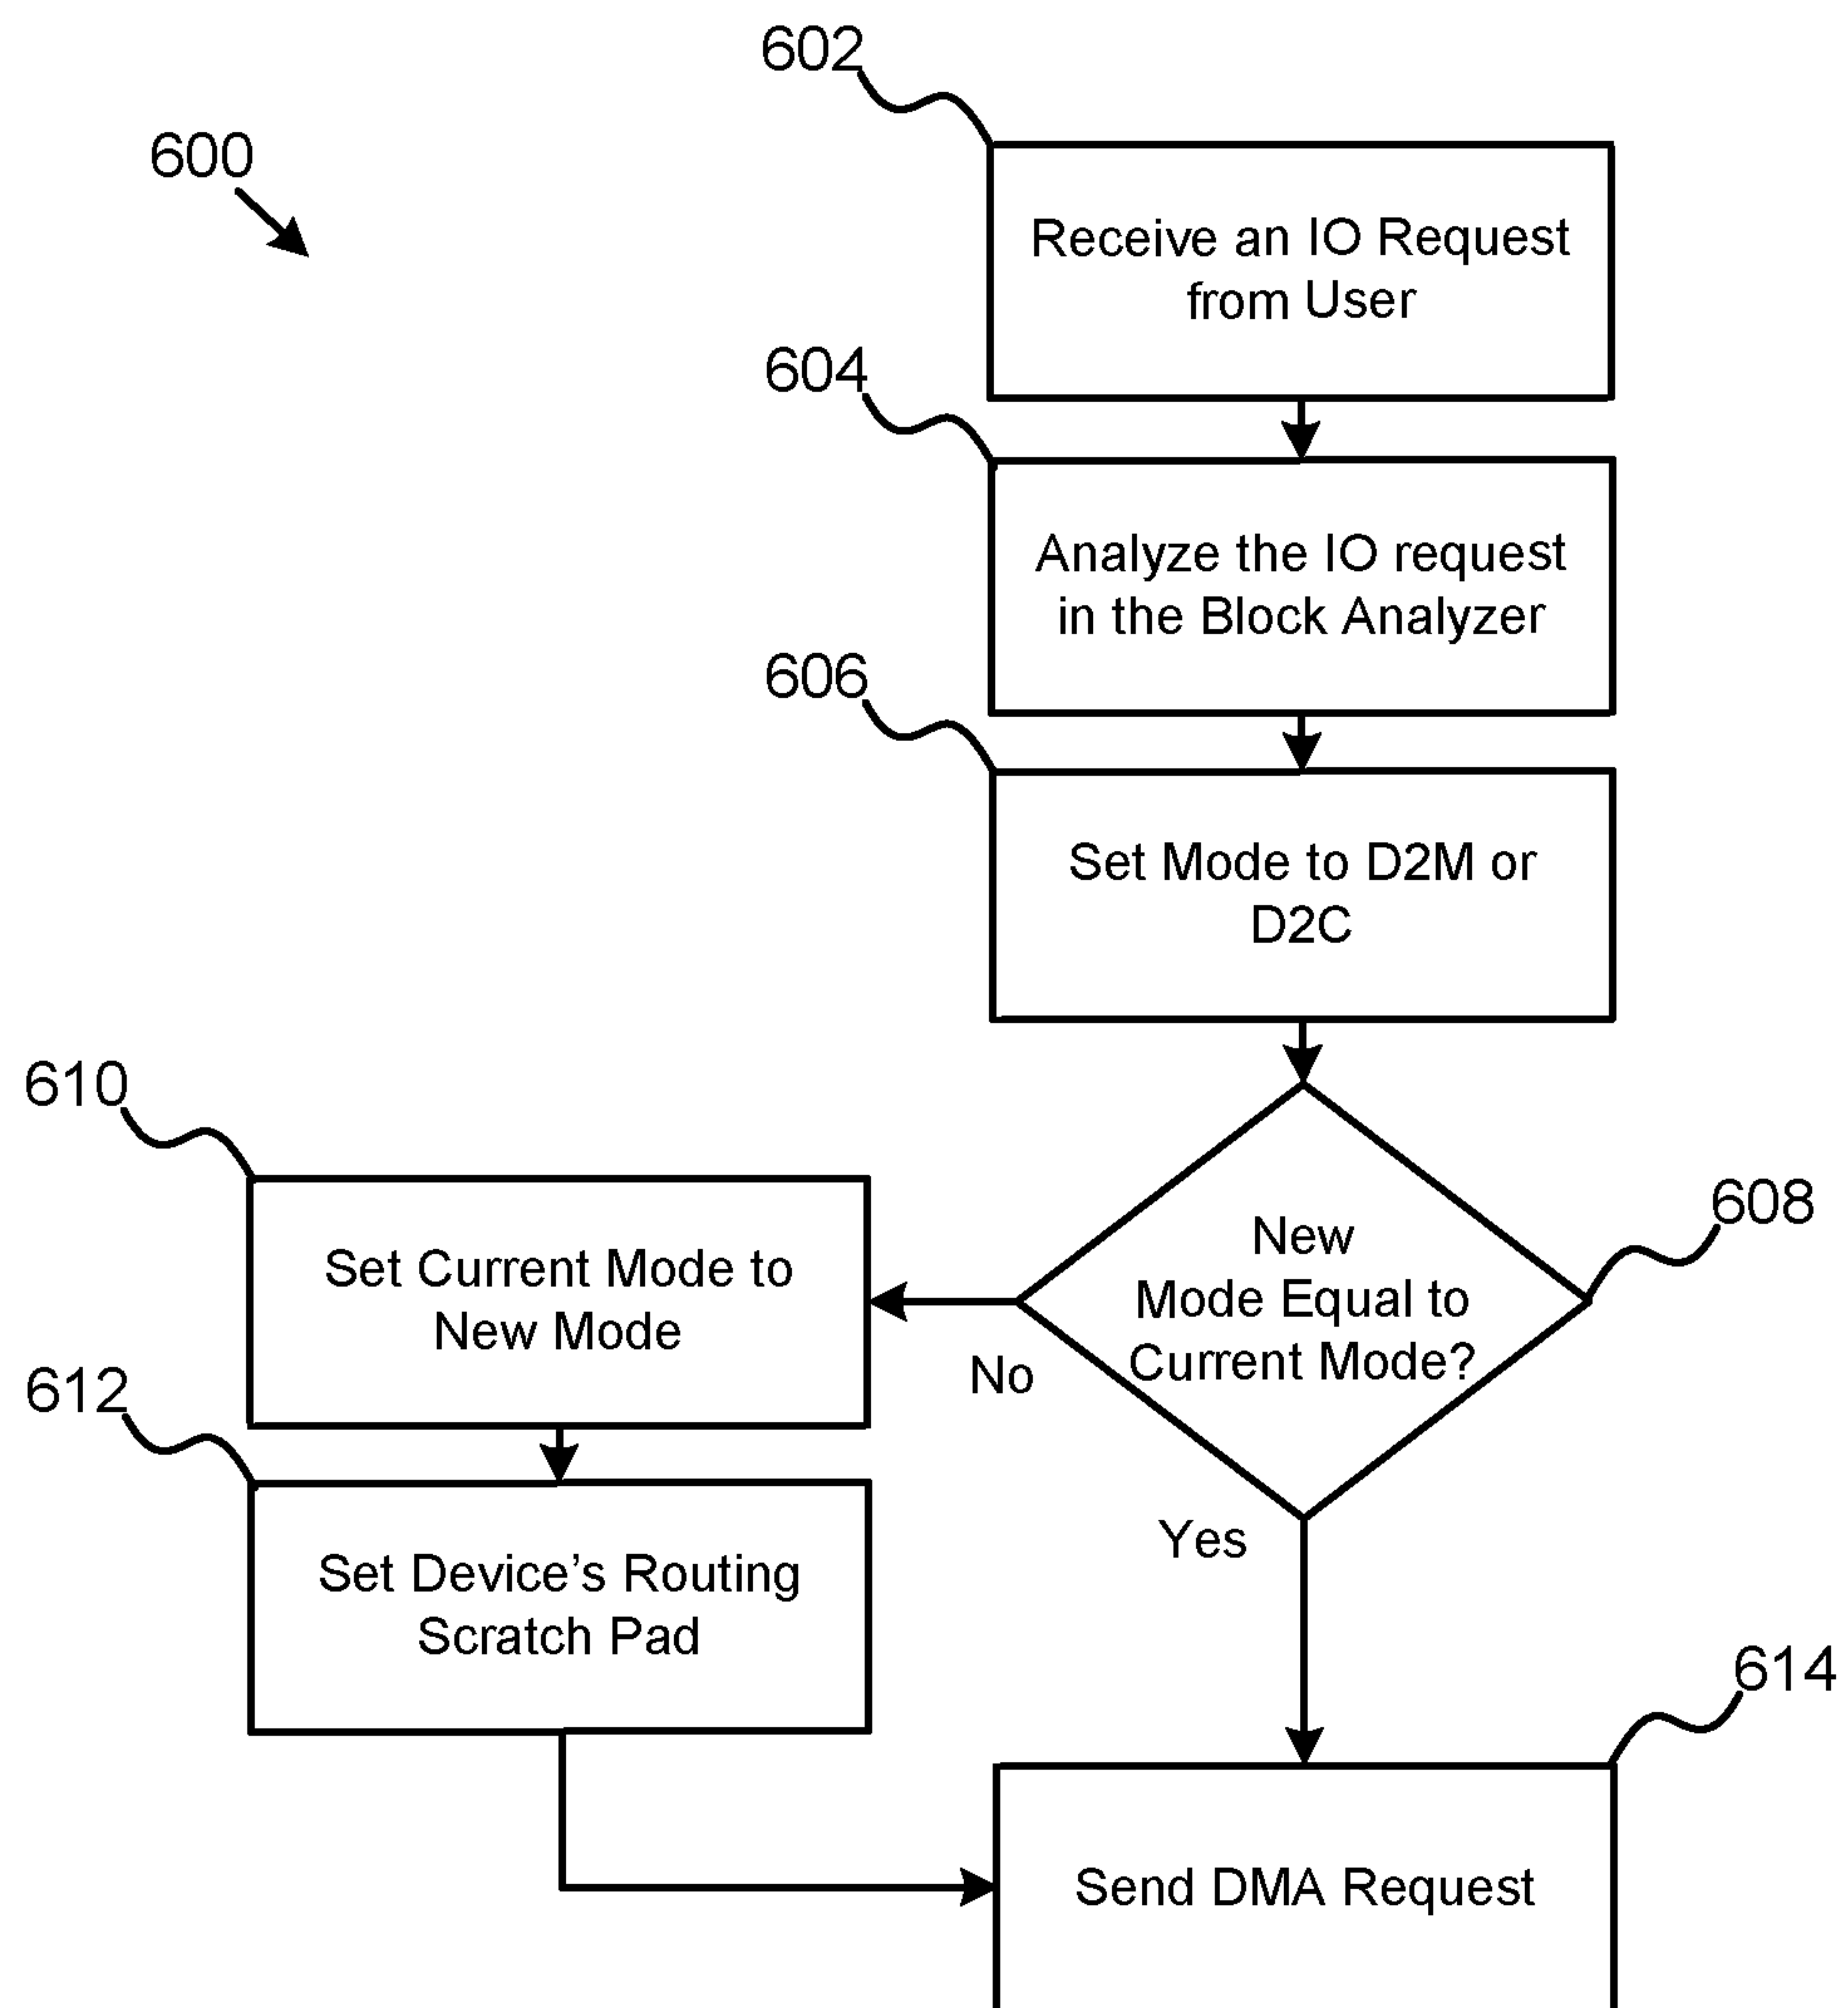 600
602
Receive an IO Request
from User
604
Analyze the IO request
in the Block Analyzer
606
Set Mode to D2M or
D2C
608
New
Mode Equal to
Current Mode?
No
Yes
610
Set Current Mode to
New Mode
612
Set Device’s Routing
Scratch Pad
614
Send DMA Request